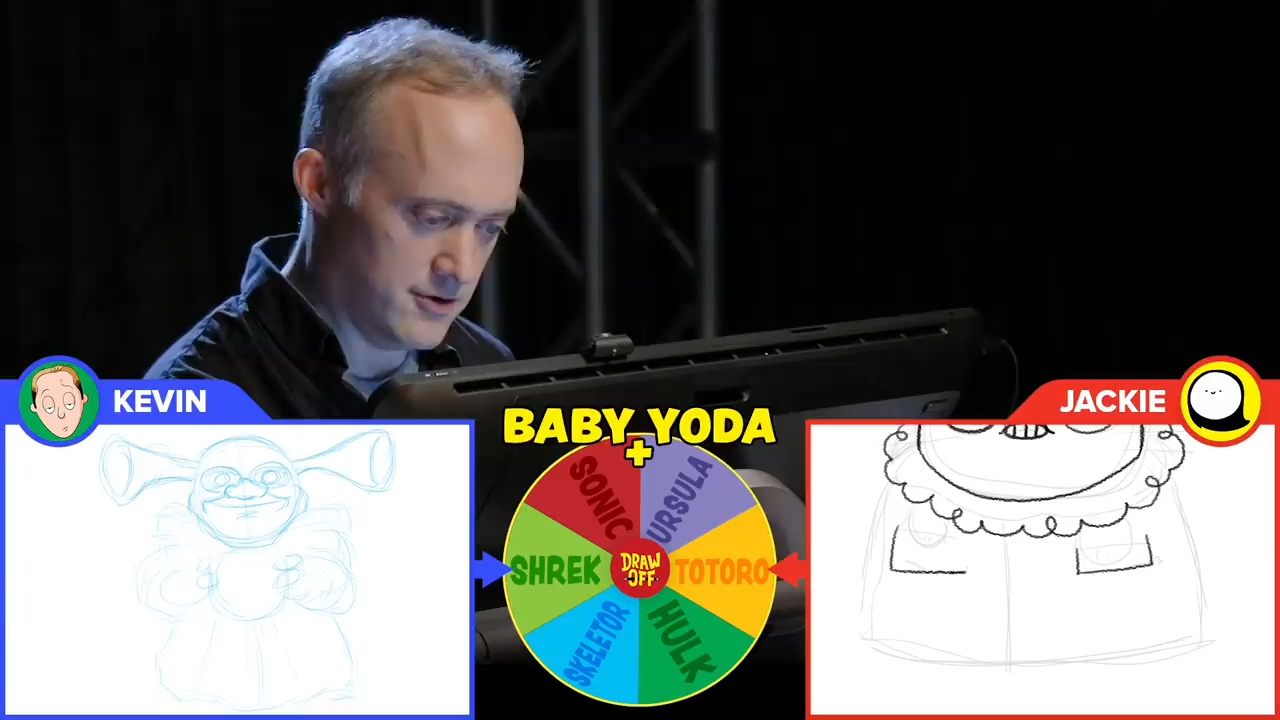 KEVIN
JACKIE
BABY YODA
+
SONIC
URSULA
SHREK
DRAW
OFF
TOTORO
SKELETOR
HULK